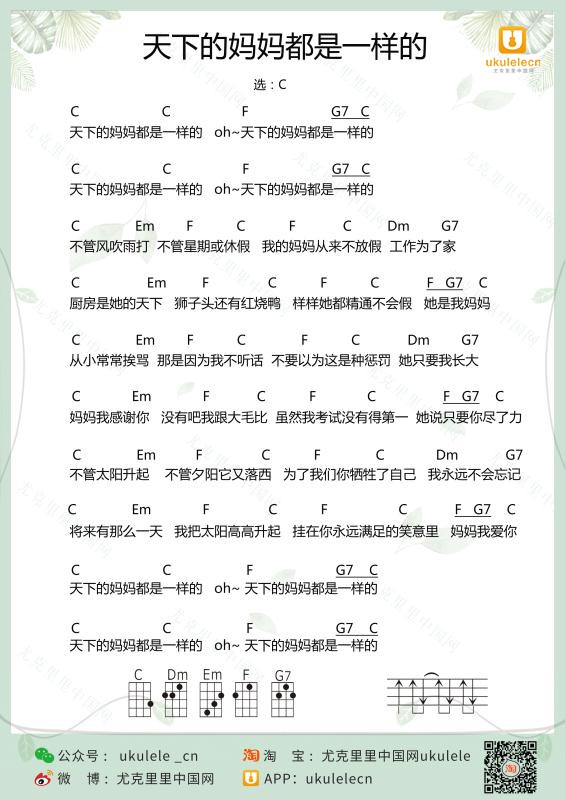 天下的妈妈都是一样的
ukulelecn
尤克里里中国网
选：C
C C F G7 C
天下的妈妈都是一样的 oh~天下的妈妈都是一样的
C C F G7 C
天下的妈妈都是一样的 oh~天下的妈妈都是一样的
C Em F C F C Dm G7
不管风吹雨打 不管星期或休假 我的妈妈从来不放假 工作为了家
C Em F C F C F G7 C
厨房是她的天下 狮子头还有红烧鸭 样样她都精通不会假 她是我妈妈
C Em F C F C Dm G7
从小常常挨骂 那是因为我不听话 不要以为这是种惩罚 她只要我长大
C Em F C F C F G7 C
妈妈我感谢你 没有吧我跟大毛比 虽然我考试没有得第一 她说只要你尽了力
C Em F C F C Dm G7
不管太阳升起 不管夕阳它又落西 为了我们你牺牲了自己 我永远不会忘记
C Em F C F C F G7 C
将来有那么一天 我把太阳高高升起 挂在你永远满足的笑意里 妈妈我爱你
C C F G7 C
天下的妈妈都是一样的 oh~ 天下的妈妈都是一样的
C C F G7 C
天下的妈妈都是一样的 oh~ 天下的妈妈都是一样的
C Dm Em F G7
公众号： ukulele _cn
淘 淘 宝：尤克里里中国网ukulele
微 博：尤克里里中国网
APP：ukulelecn
淘